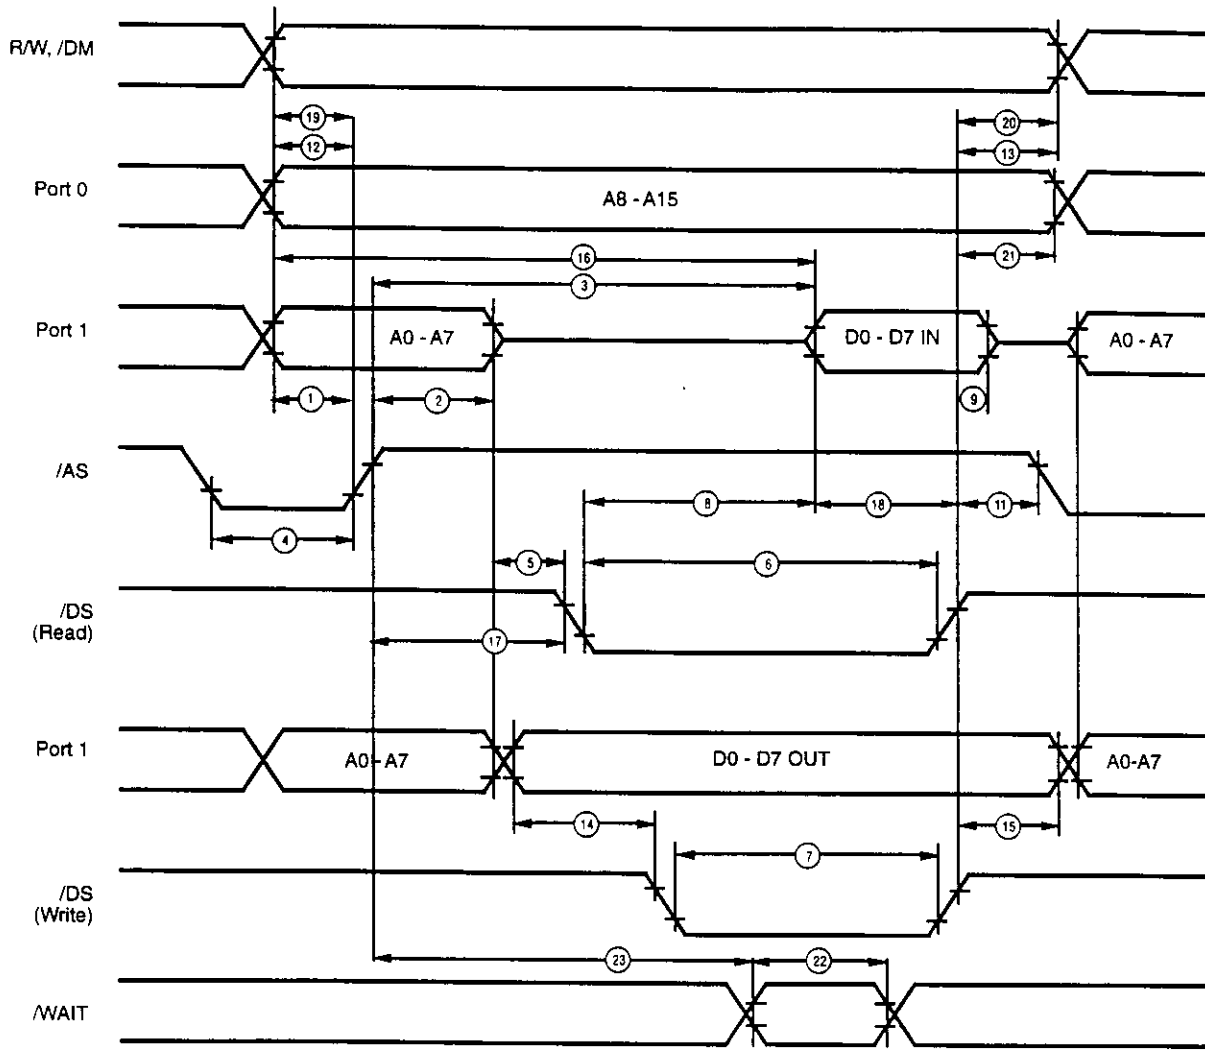 R/W, /DM
19
20
12
13
Port 0
A8 - A15
16
21
3
Port 1
A0 - A7
D0 - D7 IN
A0 - A7
1
2
9
/AS
8
18
11
4
5
6
/DS
(Read)
17
Port 1
A0 - A7
D0 - D7 OUT
A0-A7
14
15
7
/DS
(Write)
23
22
/WAIT